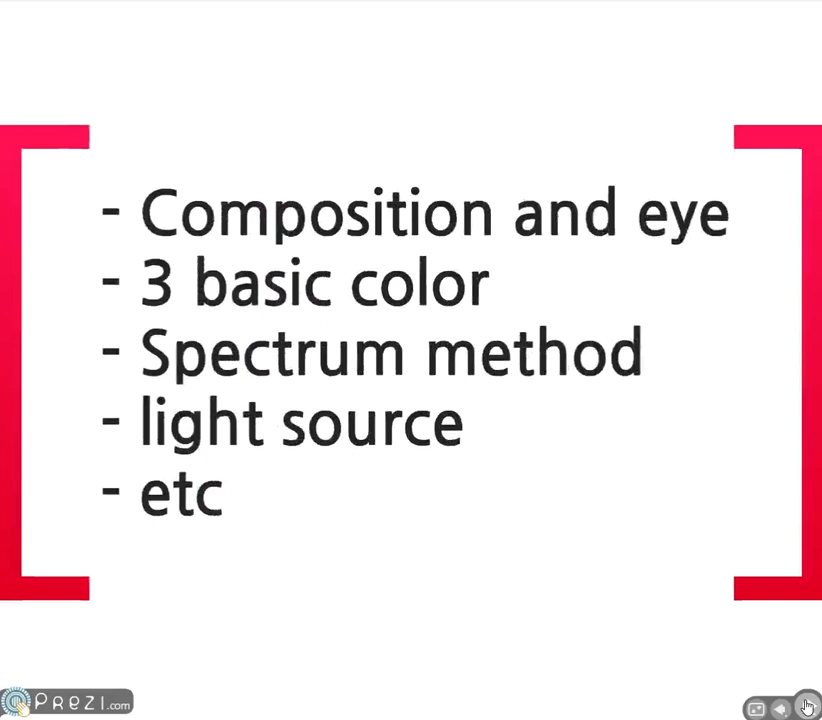 - Composition and eye
- 3 basic color
- Spectrum method
- light source
- etc
PREZI.com